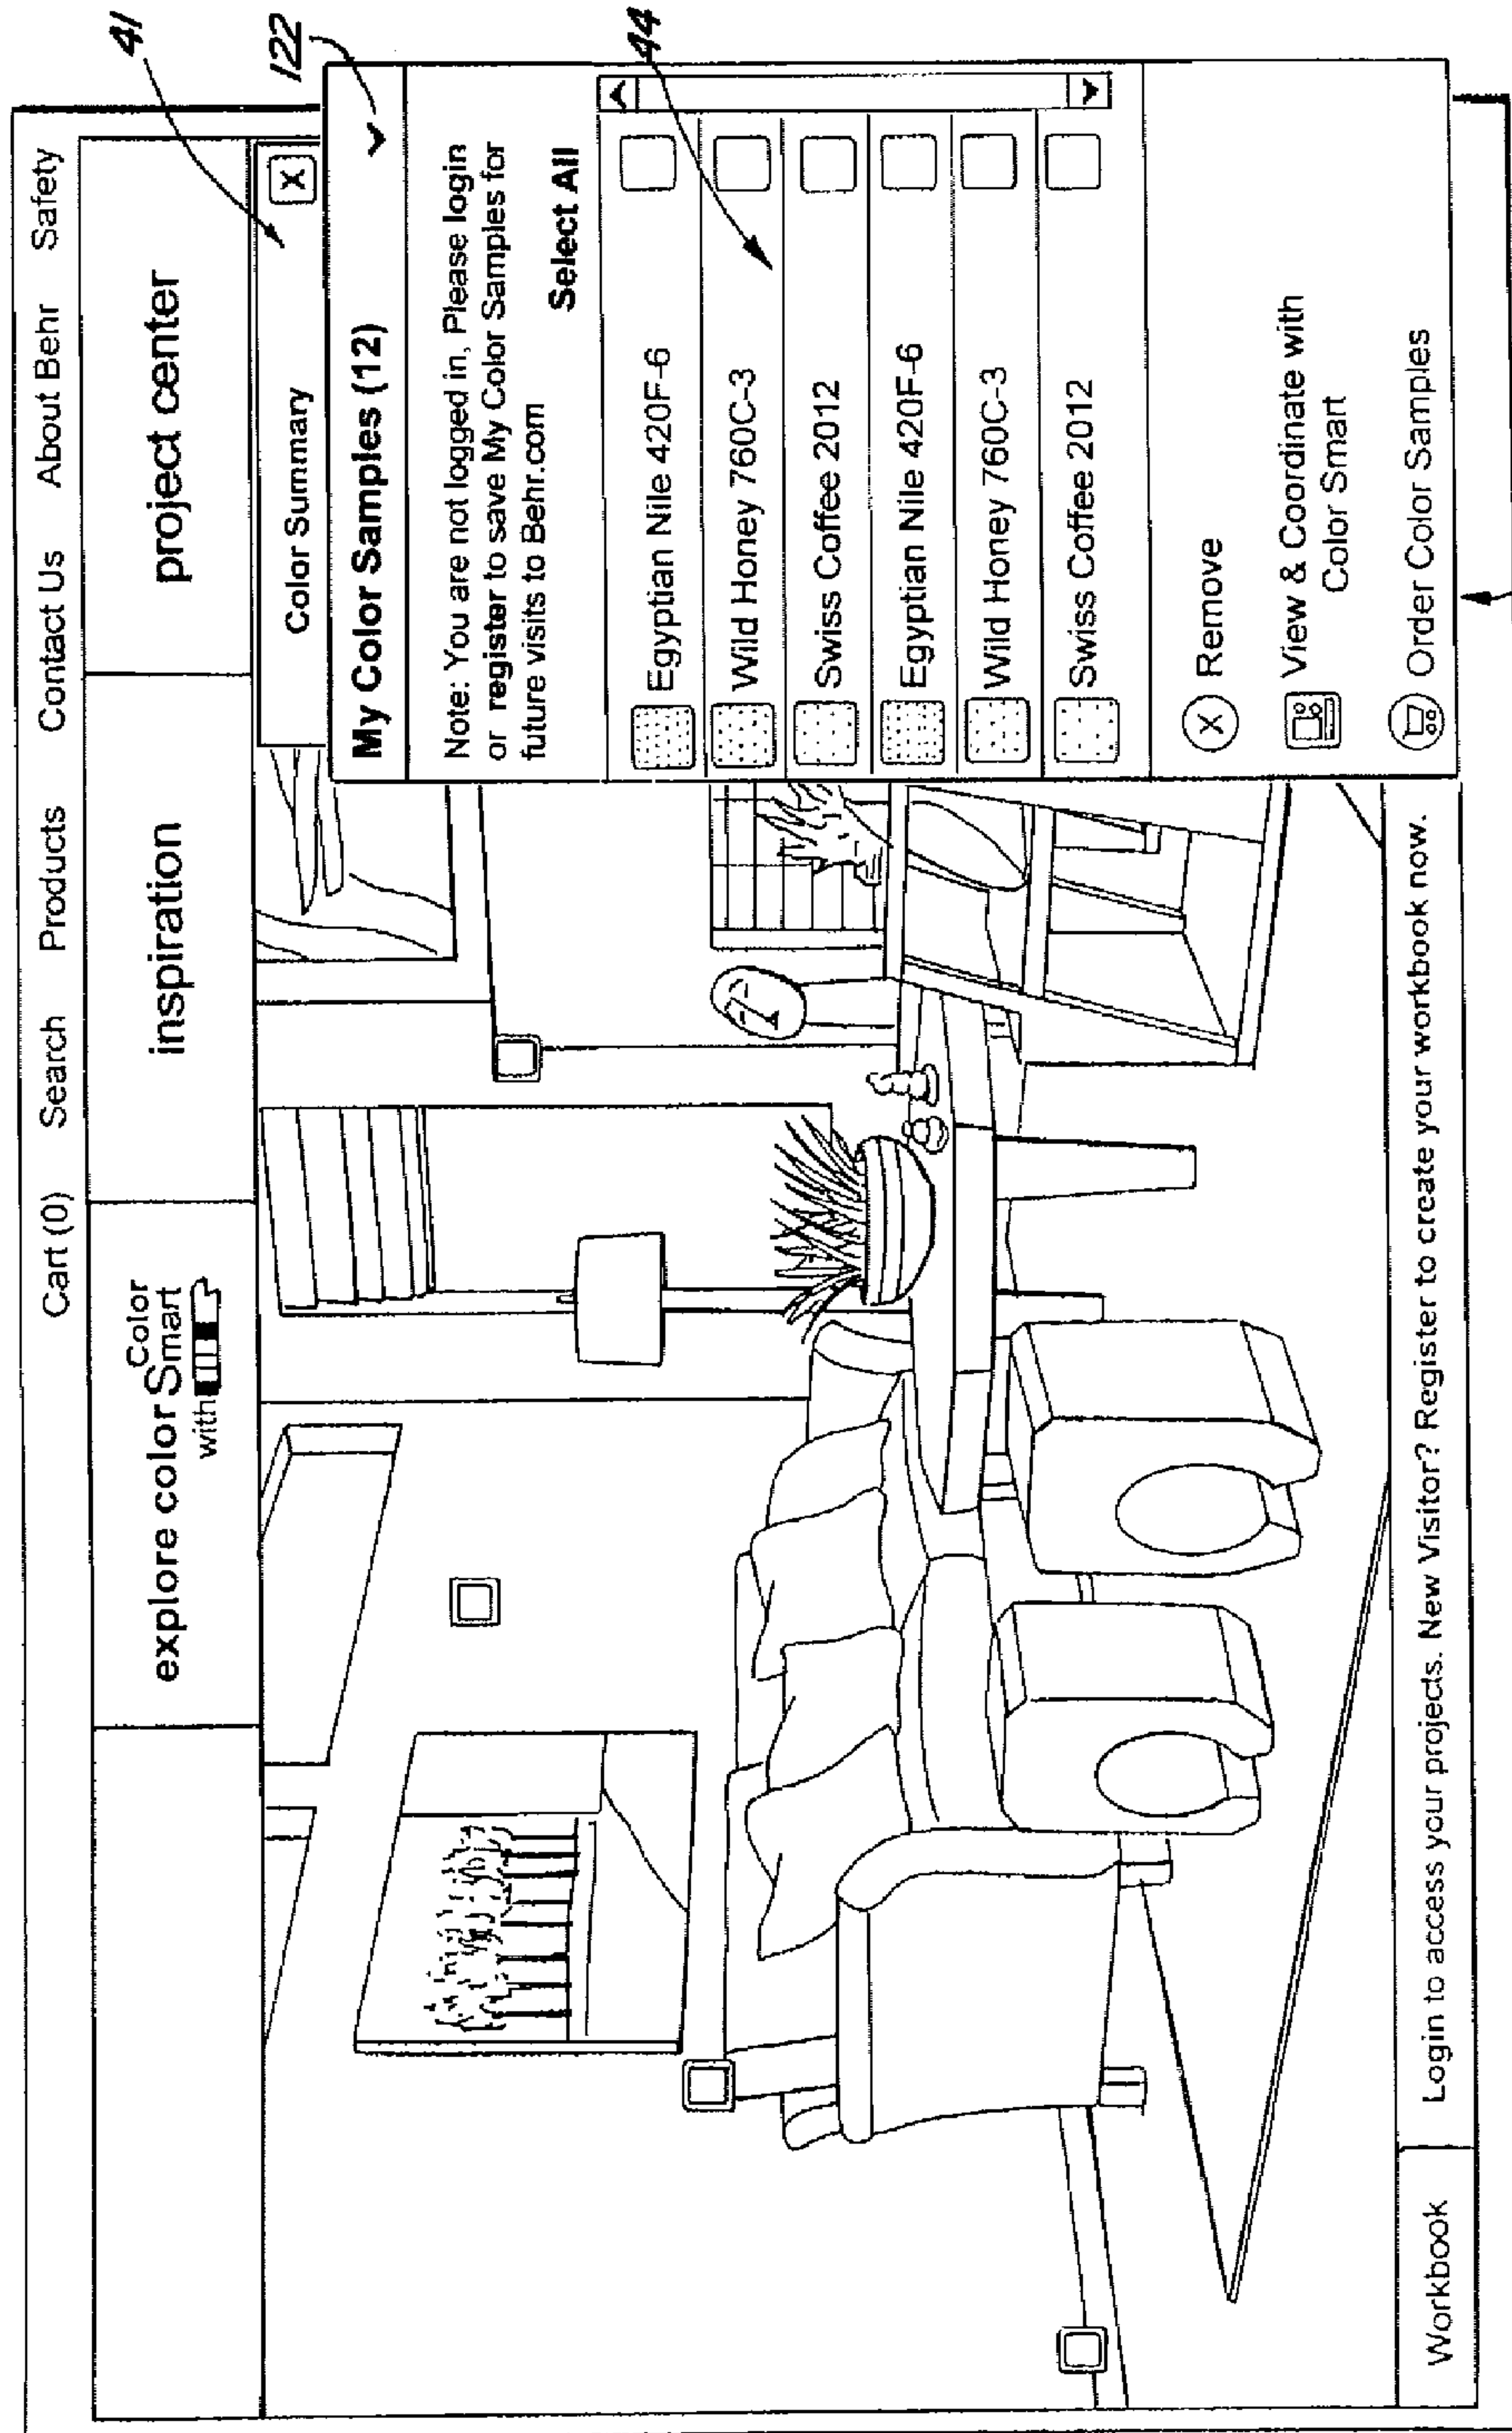 Cart (0) Search Products Contact Us About Behr Safety
explore color
with
Color
Smart
inspiration
project center
41
Color Summary
X
122
My Color Samples (12)
Note: You are not logged in, Please login
or register to save My Color Samples for
future visits to Behr.com
Select All
44
Egyptian Nile 420F-6
Wild Honey 760C-3
Swiss Coffee 2012
Egyptian Nile 420F-6
Wild Honey 760C-3
Swiss Coffee 2012
X Remove
View & Coordinate with
Color Smart
Order Color Samples
Workbook
Login to access your projects. New Visitor? Register to create your workbook now.